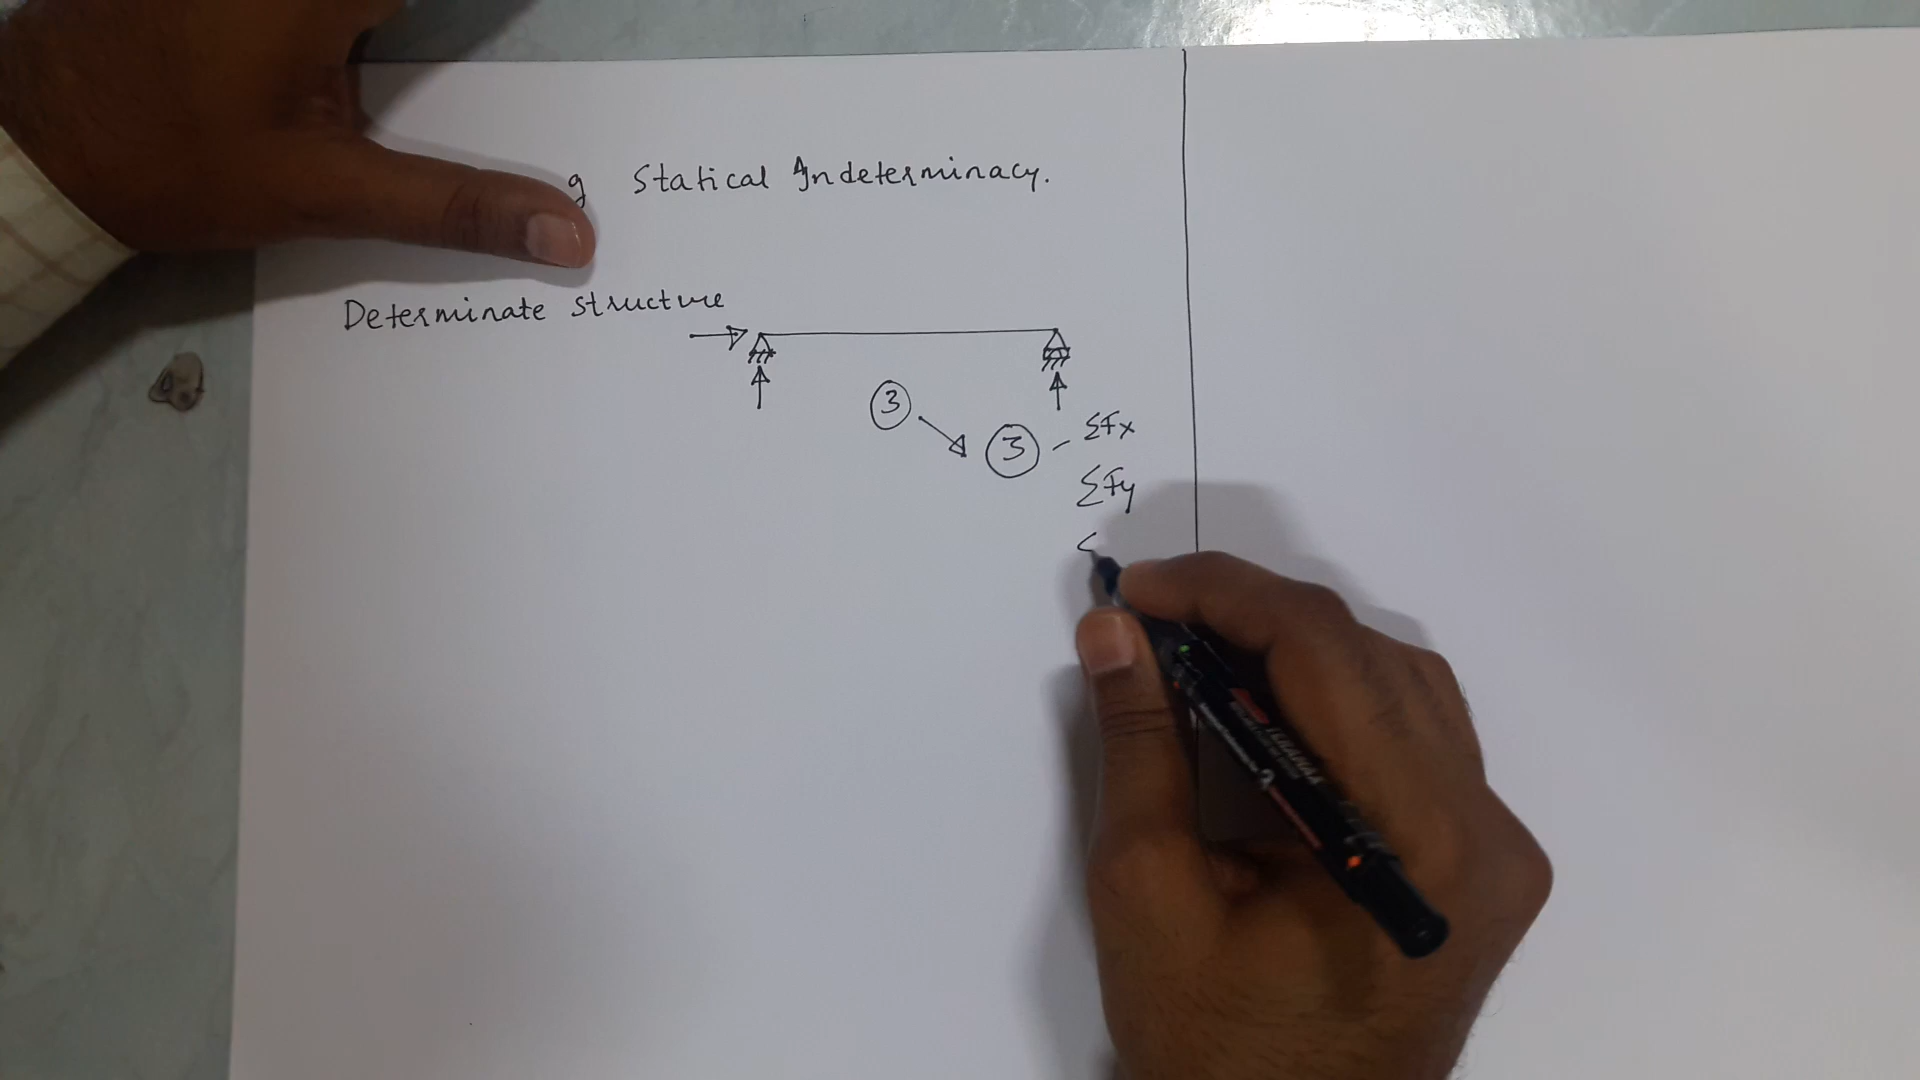 g Statical Indeterminacy.
Determinate structure
3
3 - ΣFx
ΣFy